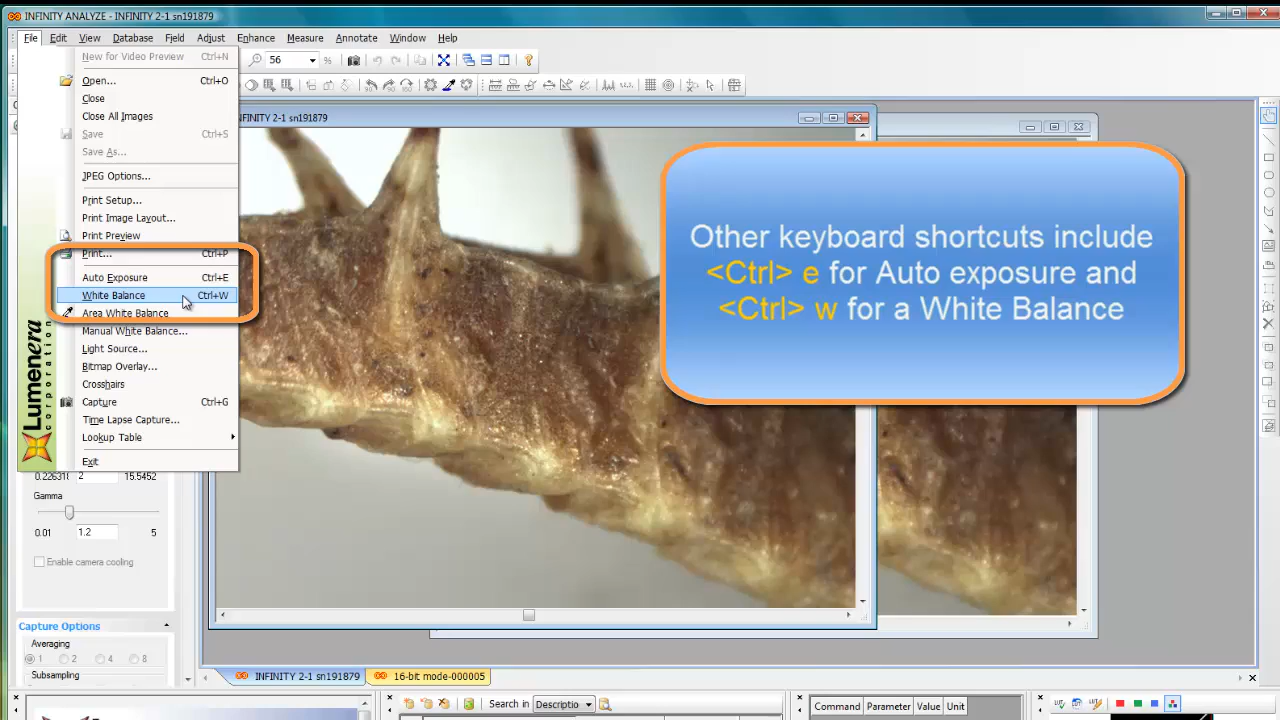 INFINITY ANALYZE - INFINITY 2-1 sn191879
File Edit View Database Field Adjust Enhance Measure Annotate Window Help
New for Video Preview Ctrl+N
56 %
Open... Ctrl+O
Close
Close All Images
Save Ctrl+S
Save As...
JPEG Options...
Print Setup...
Print Image Layout...
Print Preview
Print... Ctrl+P
Auto Exposure Ctrl+E
White Balance Ctrl+W
Area White Balance
Manual White Balance...
Light Source...
Bitmap Overlay...
Crosshairs
Capture Ctrl+G
Time Lapse Capture...
Lookup Table
Exit
Lumenera
corporation
INFINITY 2-1 sn191879
Other keyboard shortcuts include
<Ctrl> e for Auto exposure and
<Ctrl> w for a White Balance
2 15.5452
Gamma
0.01 1.2 5
Enable camera cooling
Capture Options
Averaging
1 2 4 8
Subsampling
INFINITY 2-1 sn191879 16-bit mode-000005
Search in Descriptio
Command Parameter Value Unit